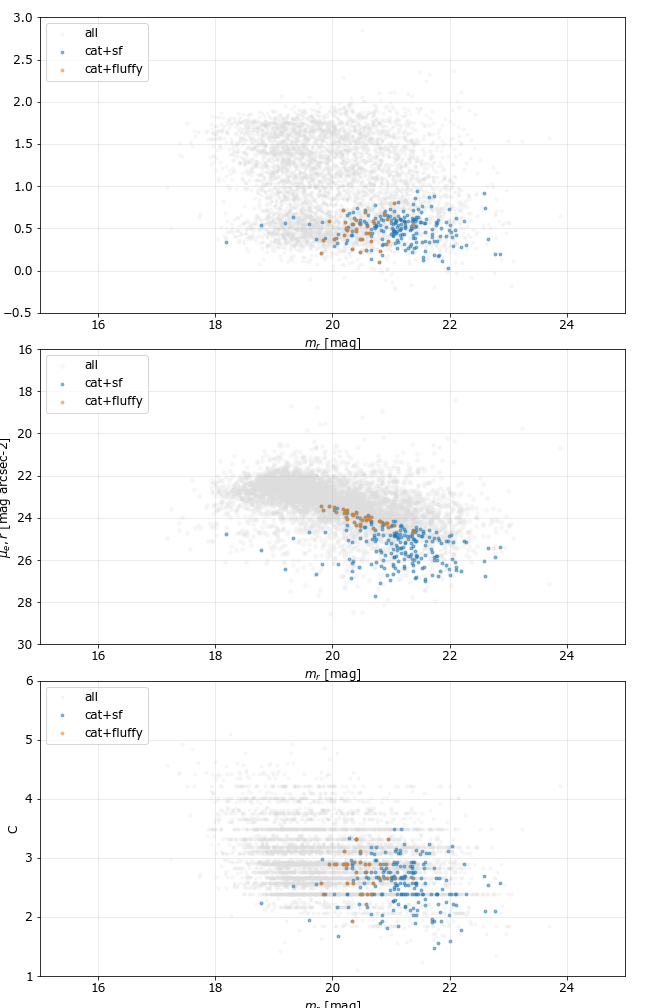 3.0
2.5
2.0
1.5
1.0
0.5
0.0
−0.5
all
cat+sf
cat+fluffy
16 18 20 22 24
m_r [mag]
16
18
20
22
24
26
28
30
μ_e, r [mag arcsec-2]
all
cat+sf
cat+fluffy
16 18 20 22 24
m_r [mag]
6
5
4
3
2
1
C
all
cat+sf
cat+fluffy
16 18 20 22 24
m_r [mag]